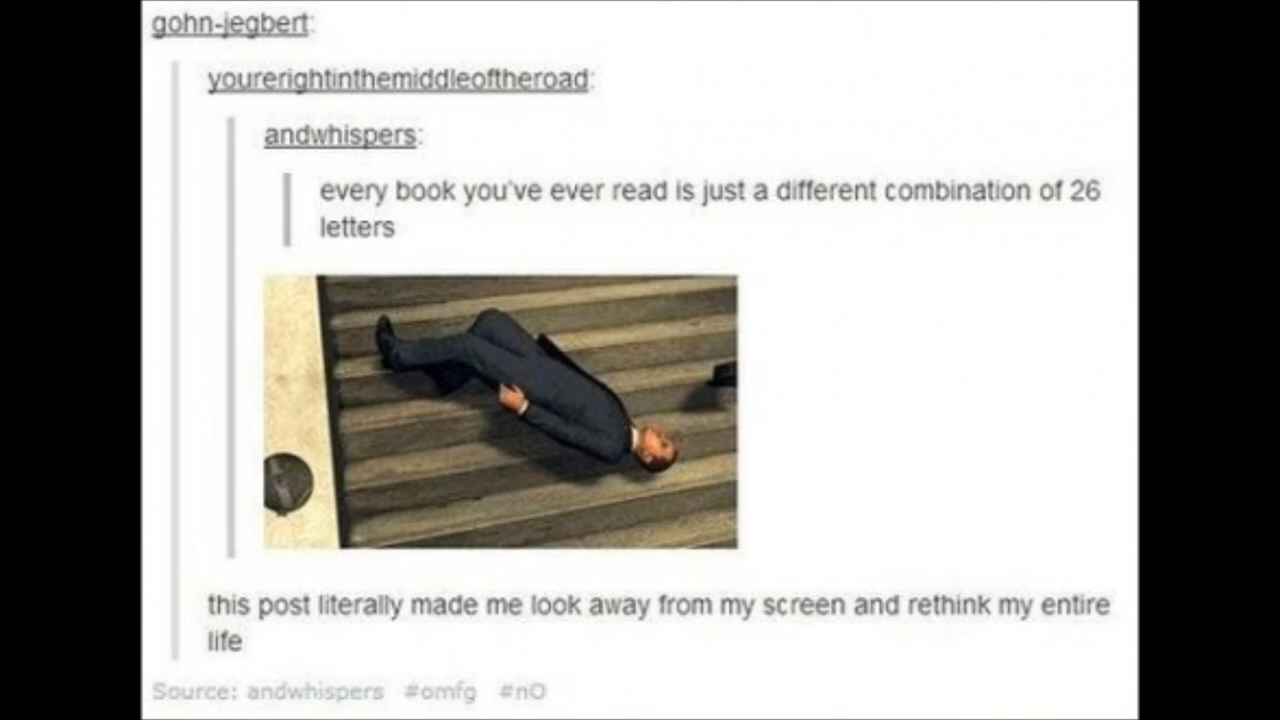 gohn-jegbert:
yourerightinthemiddleoftheroad:
andwhispers:
every book you've ever read is just a different combination of 26
letters
this post literally made me look away from my screen and rethink my entire
life
Source: andwhispers #omfg #nO